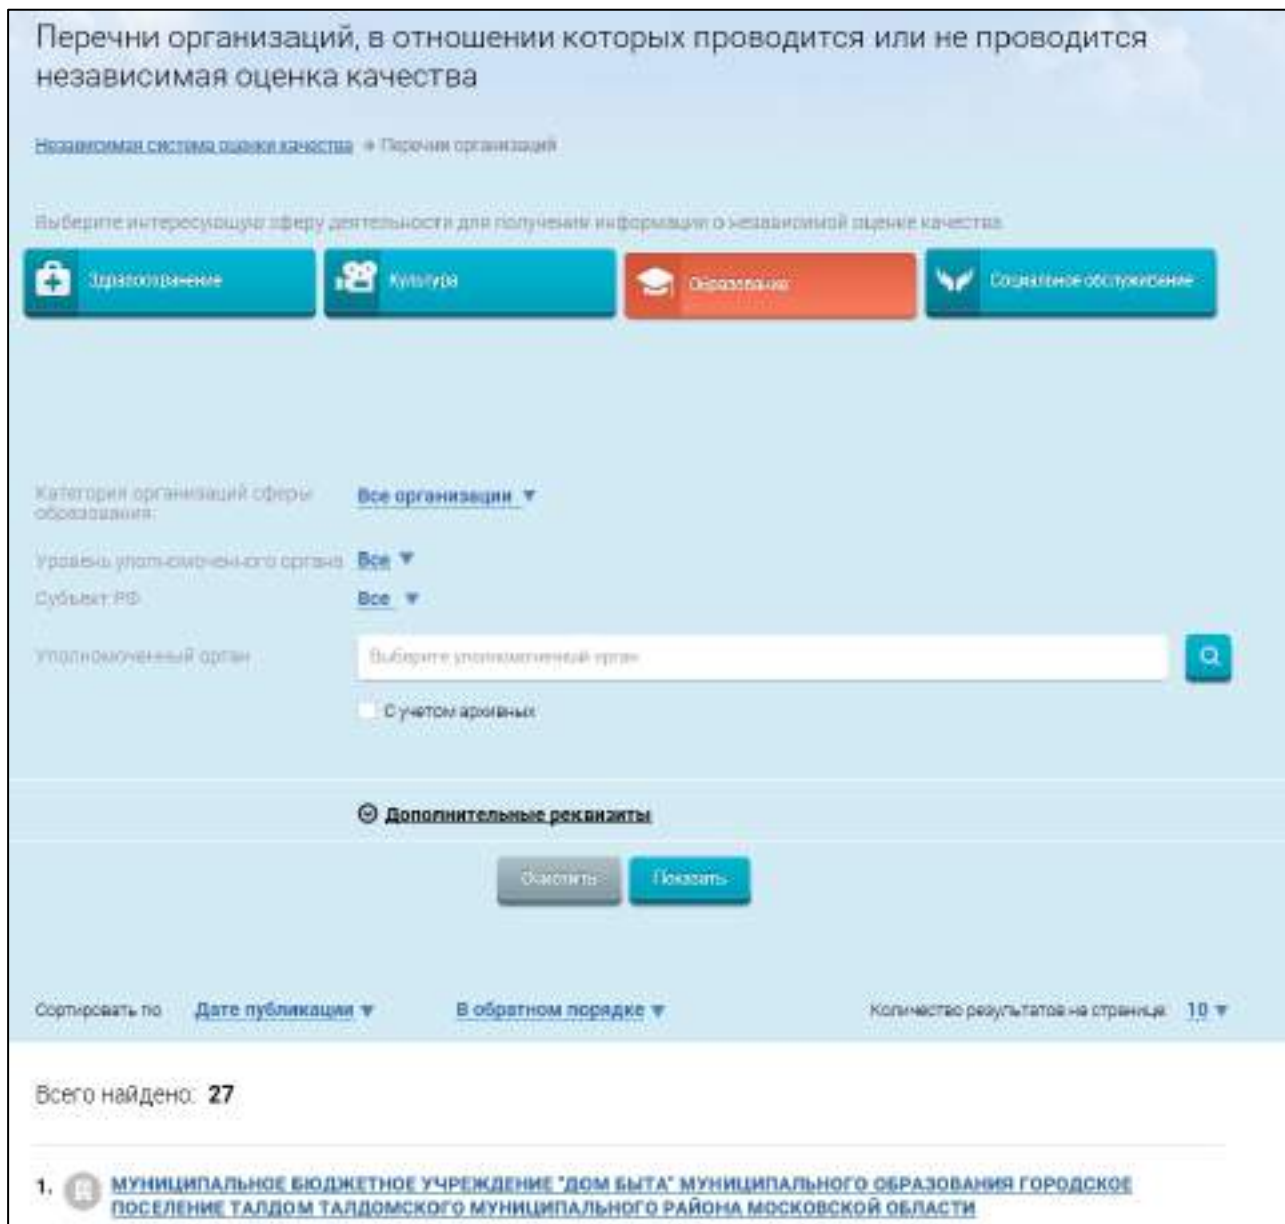 Перечни организаций, в отношении которых проводится или не проводится
независимая оценка качества
Независимая система оценки качества → Перечни организаций
Выберите интересующую сферу деятельности для получения информации о независимой оценке качества
Здравоохранение
Культура
Образование
Социальное обслуживание
Категория организаций сферы
образования:
Все организации ▼
Уровень уполномоченного органа Все ▼
Субъект РФ Все ▼
Уполномоченный орган Выберите уполномоченный орган
С учетом архивных
Дополнительные реквизиты
Очистить Показать
Сортировать по Дате публикации ▼ В обратном порядке ▼ Количество результатов на странице 10 ▼
Всего найдено: 27
1. МУНИЦИПАЛЬНОЕ БЮДЖЕТНОЕ УЧРЕЖДЕНИЕ "ДОМ БЫТА" МУНИЦИПАЛЬНОГО ОБРАЗОВАНИЯ ГОРОДСКОЕ
ПОСЕЛЕНИЕ ТАЛДОМ ТАЛДОМСКОГО МУНИЦИПАЛЬНОГО РАЙОНА МОСКОВСКОЙ ОБЛАСТИ